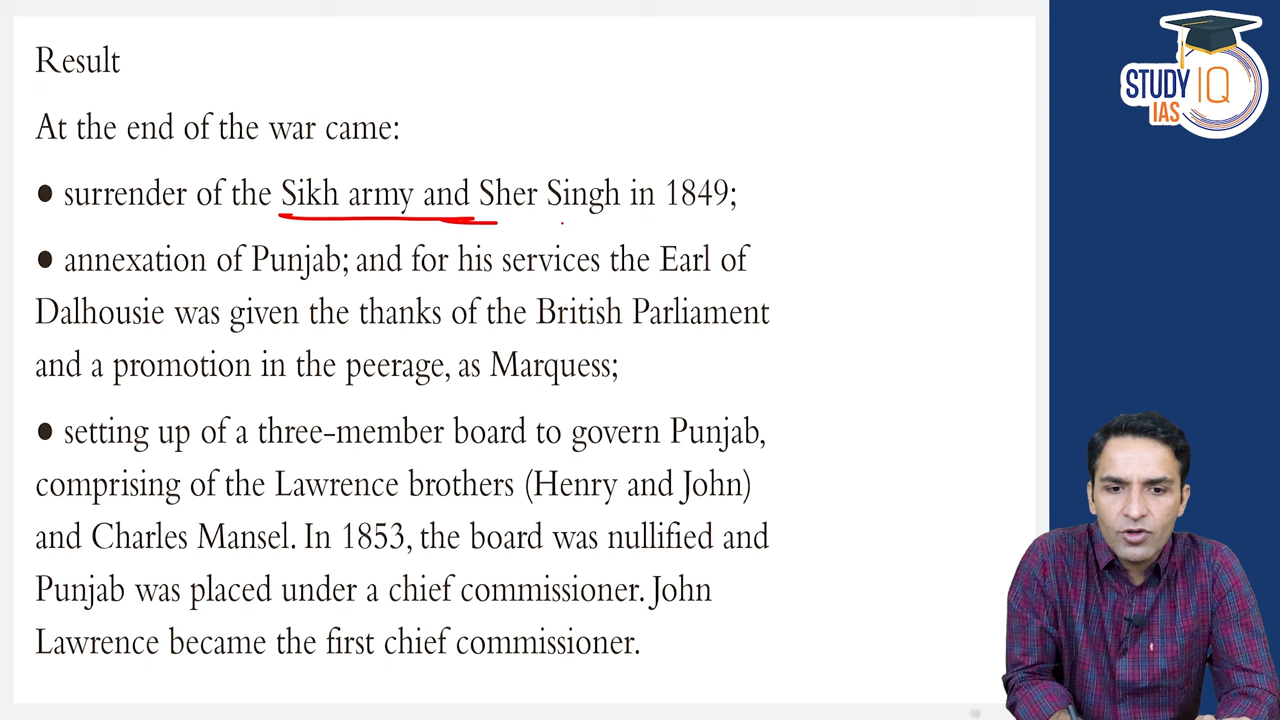 Result
At the end of the war came:
● surrender of the Sikh army and Sher Singh in 1849;
● annexation of Punjab; and for his services the Earl of
Dalhousie was given the thanks of the British Parliament
and a promotion in the peerage, as Marquess;
● setting up of a three-member board to govern Punjab,
comprising of the Lawrence brothers (Henry and John)
and Charles Mansel. In 1853, the board was nullified and
Punjab was placed under a chief commissioner. John
Lawrence became the first chief commissioner.
STUDY IQ
IAS